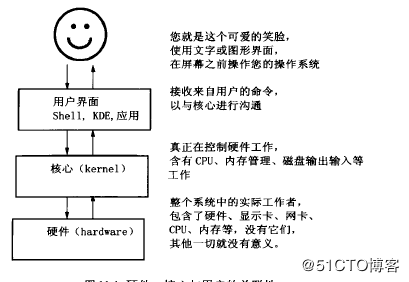 您就是这个可爱的笑脸,
使用文字或图形界面,
在屏幕之前操作您的操作系统
用户界面
Shell, KDE,应用
接收来自用户的命令,
以与核心进行沟通
核心（kernel）
真正在控制硬件工作,
含有 CPU、内存管理、磁盘输出输入等
工作
硬件（hardware）
整个系统中的实际工作者,
包含了硬件、显示卡、网卡、
CPU、内存等, 没有它们,
其他一切就没有意义。
@51CTO博客